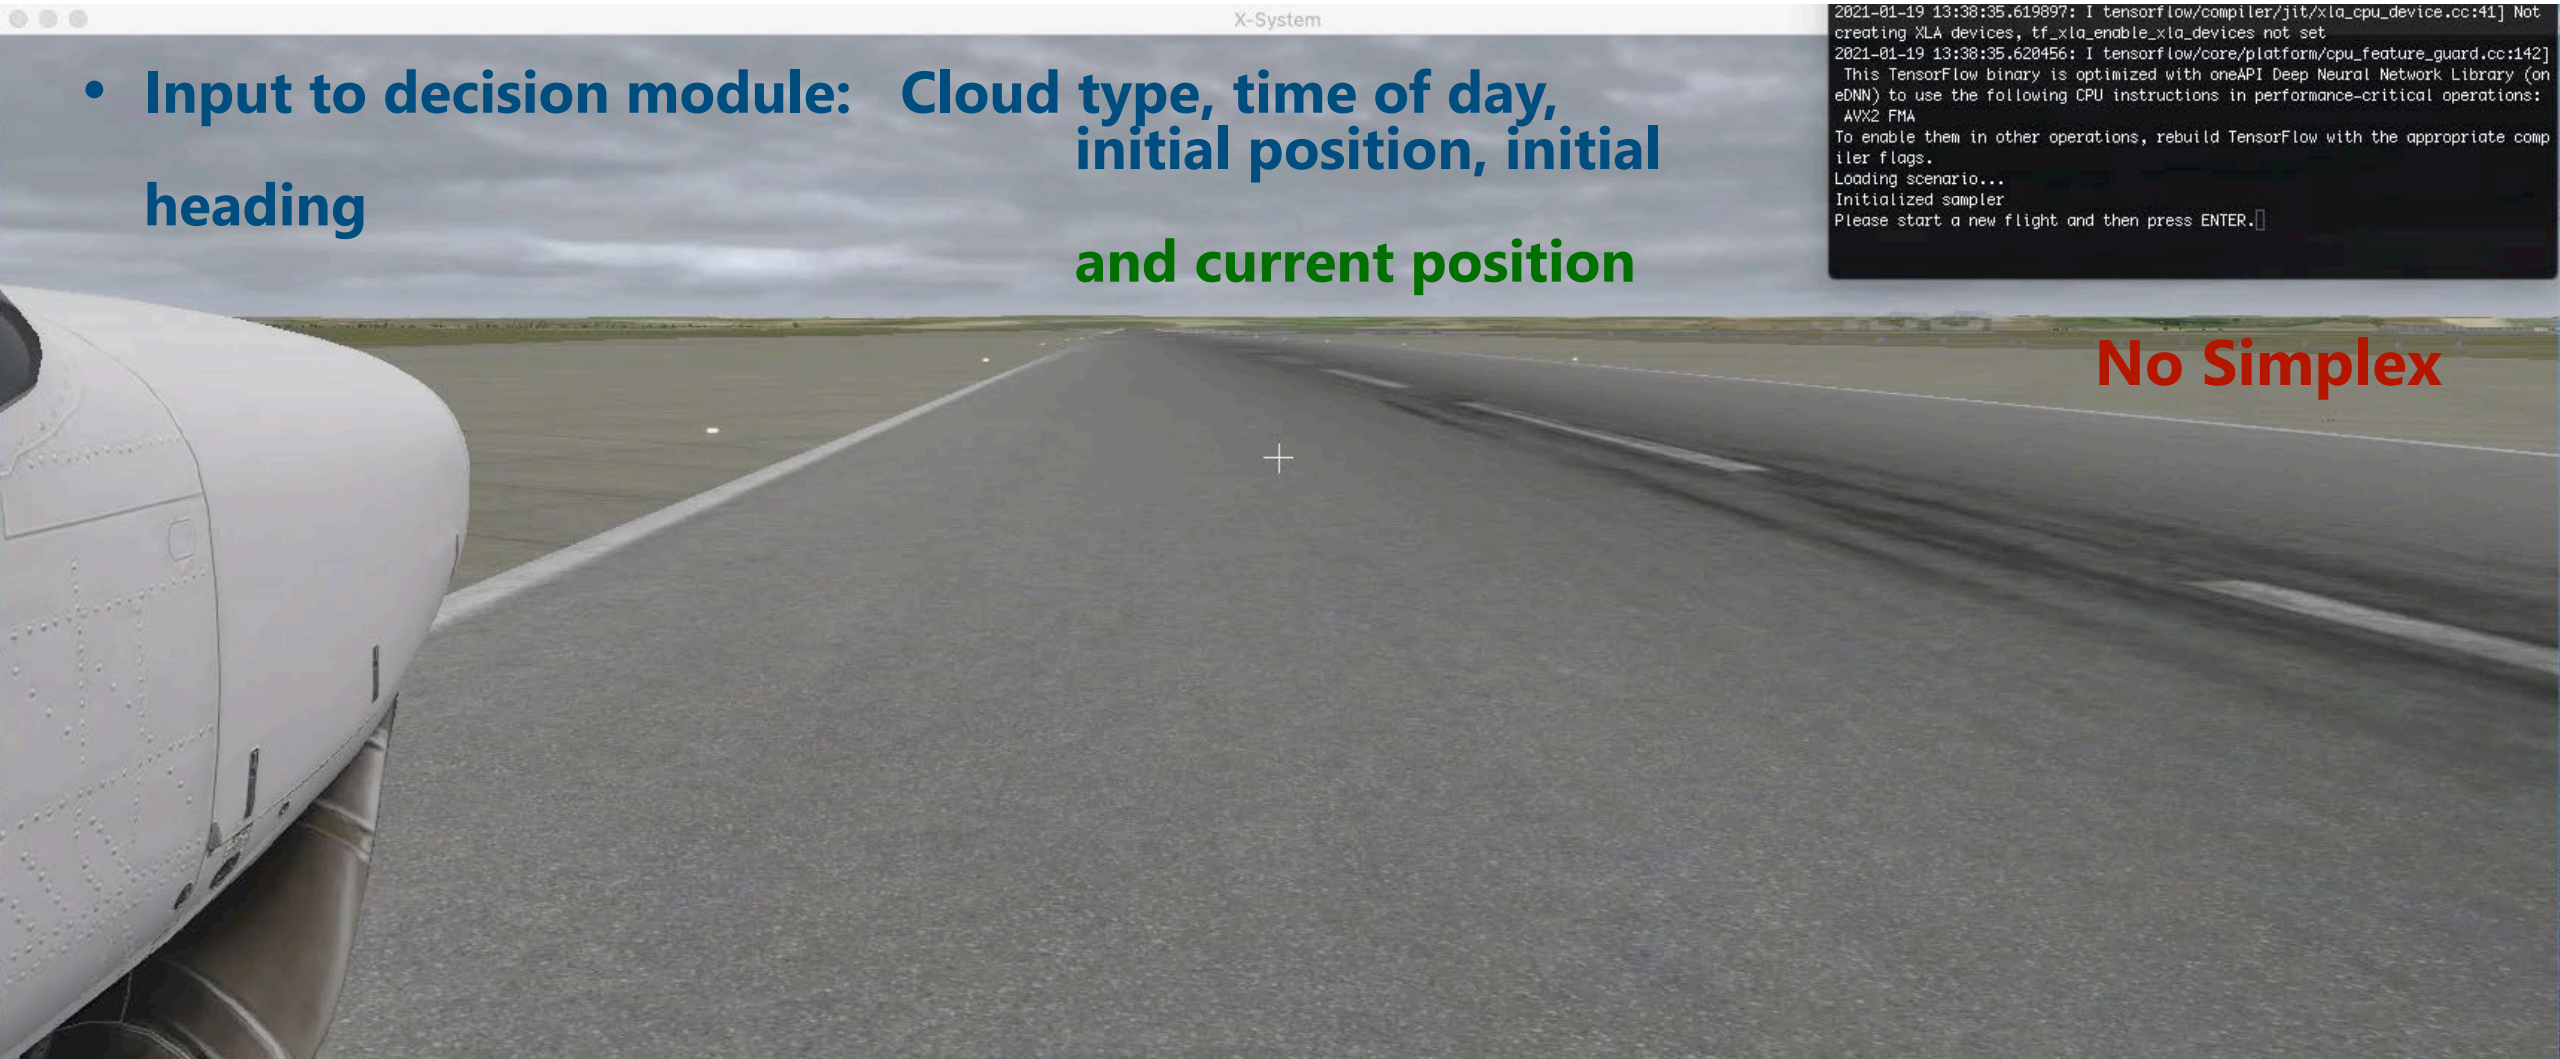 X-System
2021-01-19 13:38:35.619897: I tensorflow/compiler/jit/xla_cpu_device.cc:41] Not
creating XLA devices, tf_xla_enable_xla_devices not set
2021-01-19 13:38:35.620456: I tensorflow/core/platform/cpu_feature_guard.cc:142]
This TensorFlow binary is optimized with oneAPI Deep Neural Network Library (on
eDNN) to use the following CPU instructions in performance-critical operations:
AVX2 FMA
To enable them in other operations, rebuild TensorFlow with the appropriate comp
iler flags.
Loading scenario...
Initialized sampler
Please start a new flight and then press ENTER.
• Input to decision module: Cloud type, time of day,
initial position, initial
heading
and current position
No Simplex